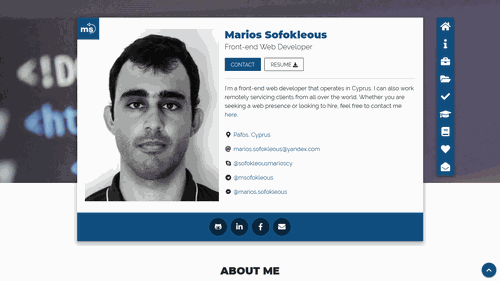 <!DO
ms
Marios Sofokleous
Front-end Web Developer
CONTACT
RESUME
I'm a front-end web developer that operates in Cyprus. I can also work
remotely servicing clients from all over the world. Whether you are
seeking a web presence or looking to hire, feel free to contact me
here.
Pafos, Cyprus
marios.sofokleous@yandex.com
@sofokleousmarioscy
@msofokleous
@marios.sofokleous
ABOUT ME